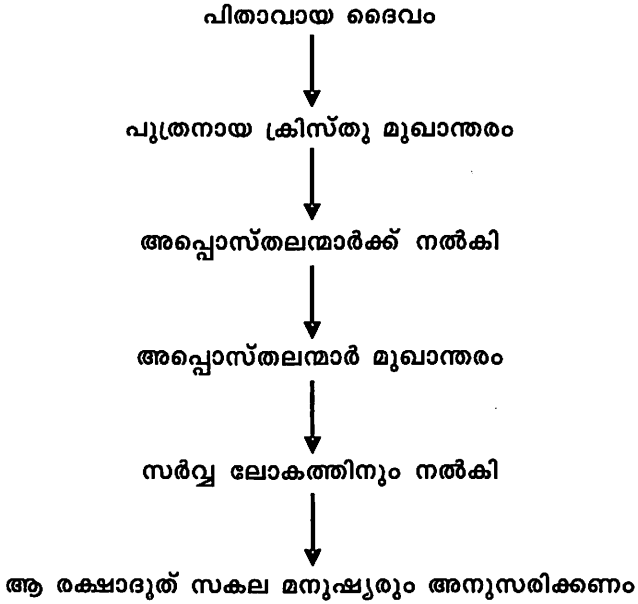 പിതാവായ ദൈവം
പുത്രനായ ക്രിസ്തു മുഖാന്തരം
അപ്പൊസ്തലന്മാർക്ക് നൽകി
അപ്പൊസ്തലന്മാർ മുഖാന്തരം
സർവ്വ ലോകത്തിനും നൽകി
ആ രക്ഷാദൂത് സകല മനുഷ്യരും അനുസരിക്കണം